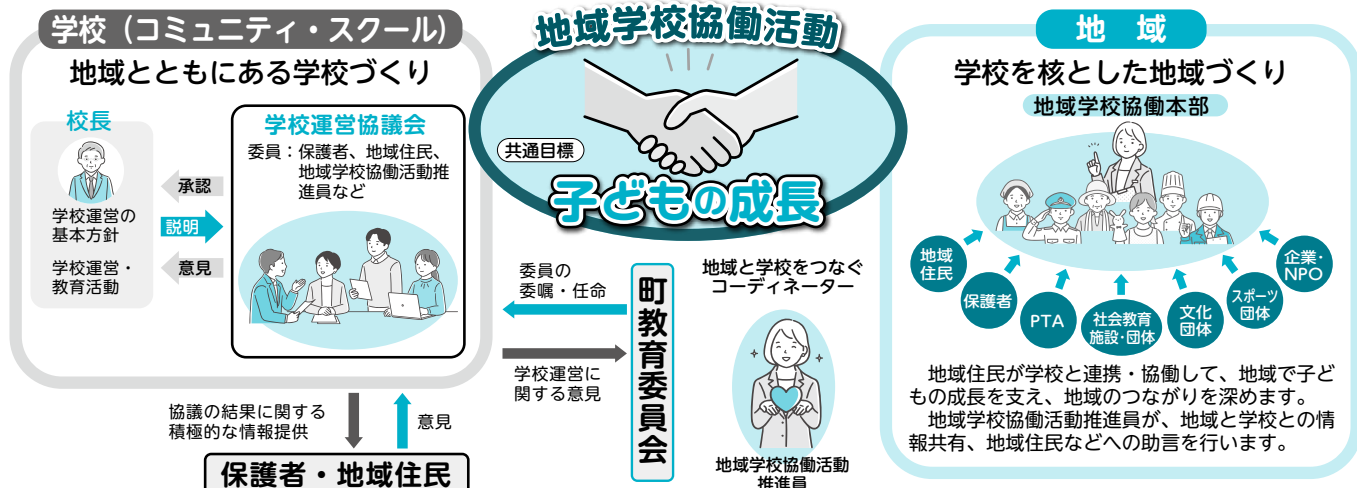 学校（コミュニティ・スクール）
地域とともにある学校づくり
校長
学校運営の
基本方針
学校運営・
教育活動
承認
説明
意見
学校運営協議会
委員：保護者、地域住民、
地域学校協働活動推
進員など
協議の結果に関する
積極的な情報提供
意見
保護者・地域住民
地域学校協働活動
共通目標
子どもの成長
委員の
委嘱・任命
学校運営に
関する意見
町教育委員会
地域と学校をつなぐ
コーディネーター
地域学校協働活動
推進員
地　域
学校を核とした地域づくり
地域学校協働本部
地域
住民
保護者
PTA
社会教育
施設・団体
文化
団体
スポーツ
団体
企業・
NPO
地域住民が学校と連携・協働して、地域で子ど
もの成長を支え、地域のつながりを深めます。
地域学校協働活動推進員が、地域と学校との情
報共有、地域住民などへの助言を行います。